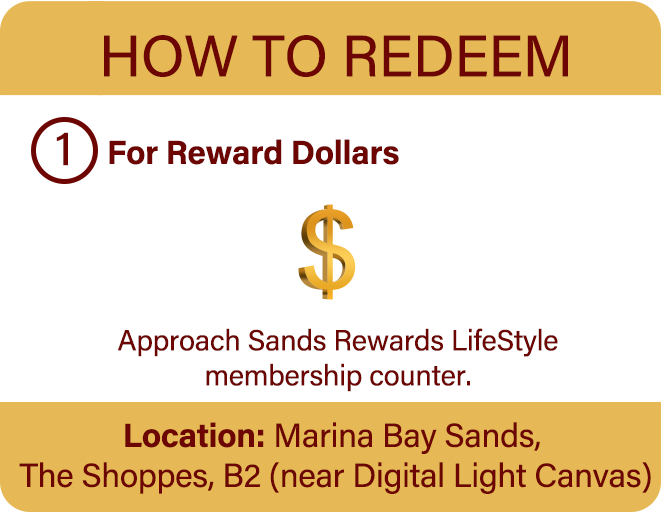 HOW TO REDEEM
1 For Reward Dollars
$
Approach Sands Rewards LifeStyle
membership counter.
Location: Marina Bay Sands,
The Shoppes, B2 (near Digital Light Canvas)